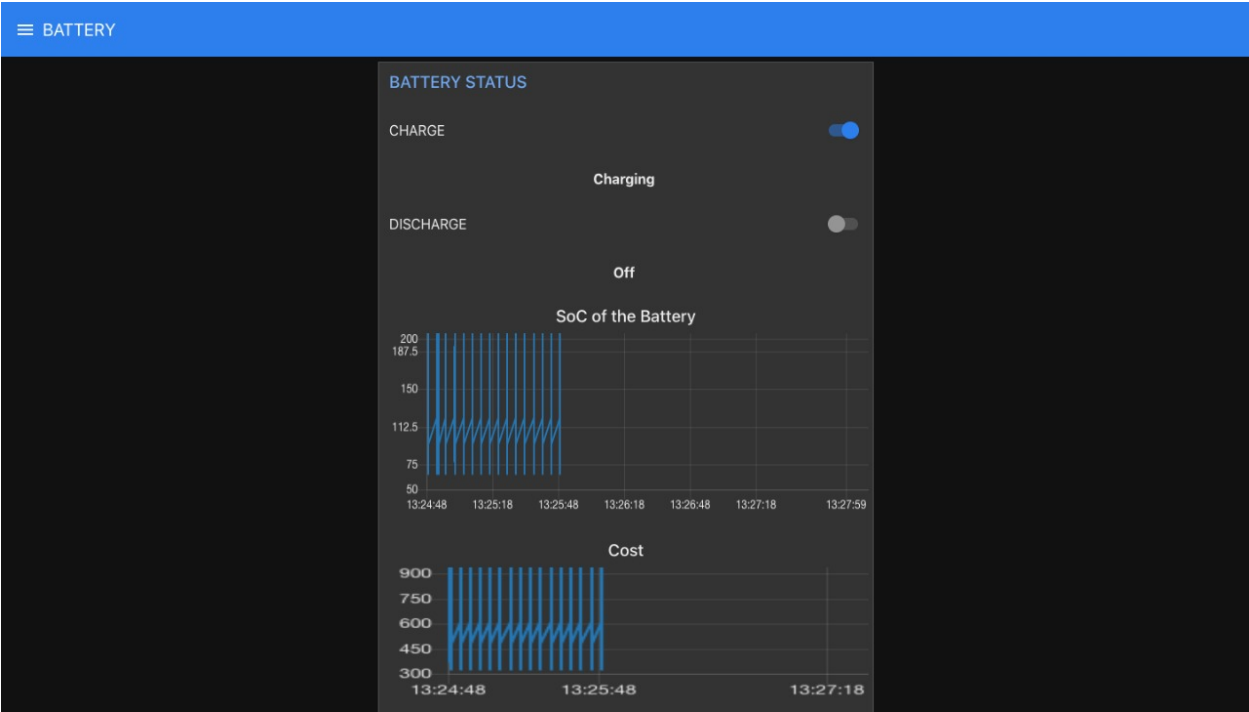 BATTERY
BATTERY STATUS
CHARGE
Charging
DISCHARGE
Off
SoC of the Battery
200
187.5
150
112.5
75
50
13:24:48 13:25:18 13:25:48 13:26:18 13:26:48 13:27:18 13:27:59
Cost
900
750
600
450
300
13:24:48 13:25:48 13:27:18